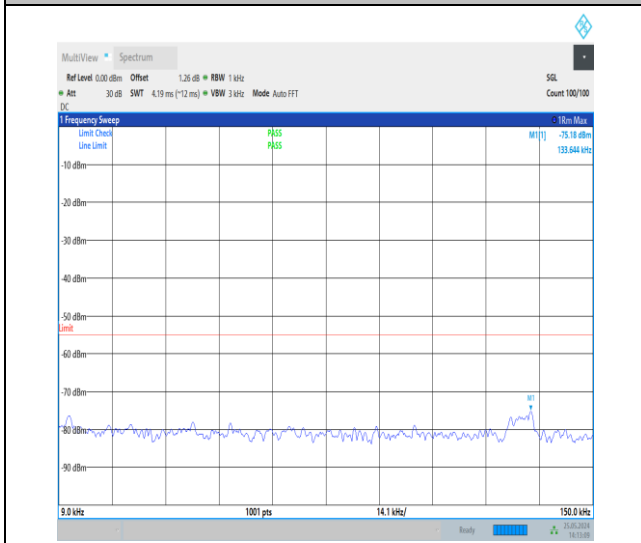 MultiView Spectrum
Ref Level 0.00 dBm Offset 1.26 dB RBW 1 kHz SGL
Att 30 dB SWT 4.19 ms (~12 ms) VBW 3 kHz Mode Auto FFT Count 100/100
DC
1 Frequency Sweep 1Rm Max
Limit Check PASS M1[1] -75.18 dBm
Line Limit PASS 133.644 kHz
-10 dBm
-20 dBm
-30 dBm
-40 dBm
-50 dBm
Limit
-60 dBm
-70 dBm
M1
-80 dBm
-90 dBm
9.0 kHz 1001 pts 14.1 kHz/ 150.0 kHz
Ready 25.05.2024
16:15:09